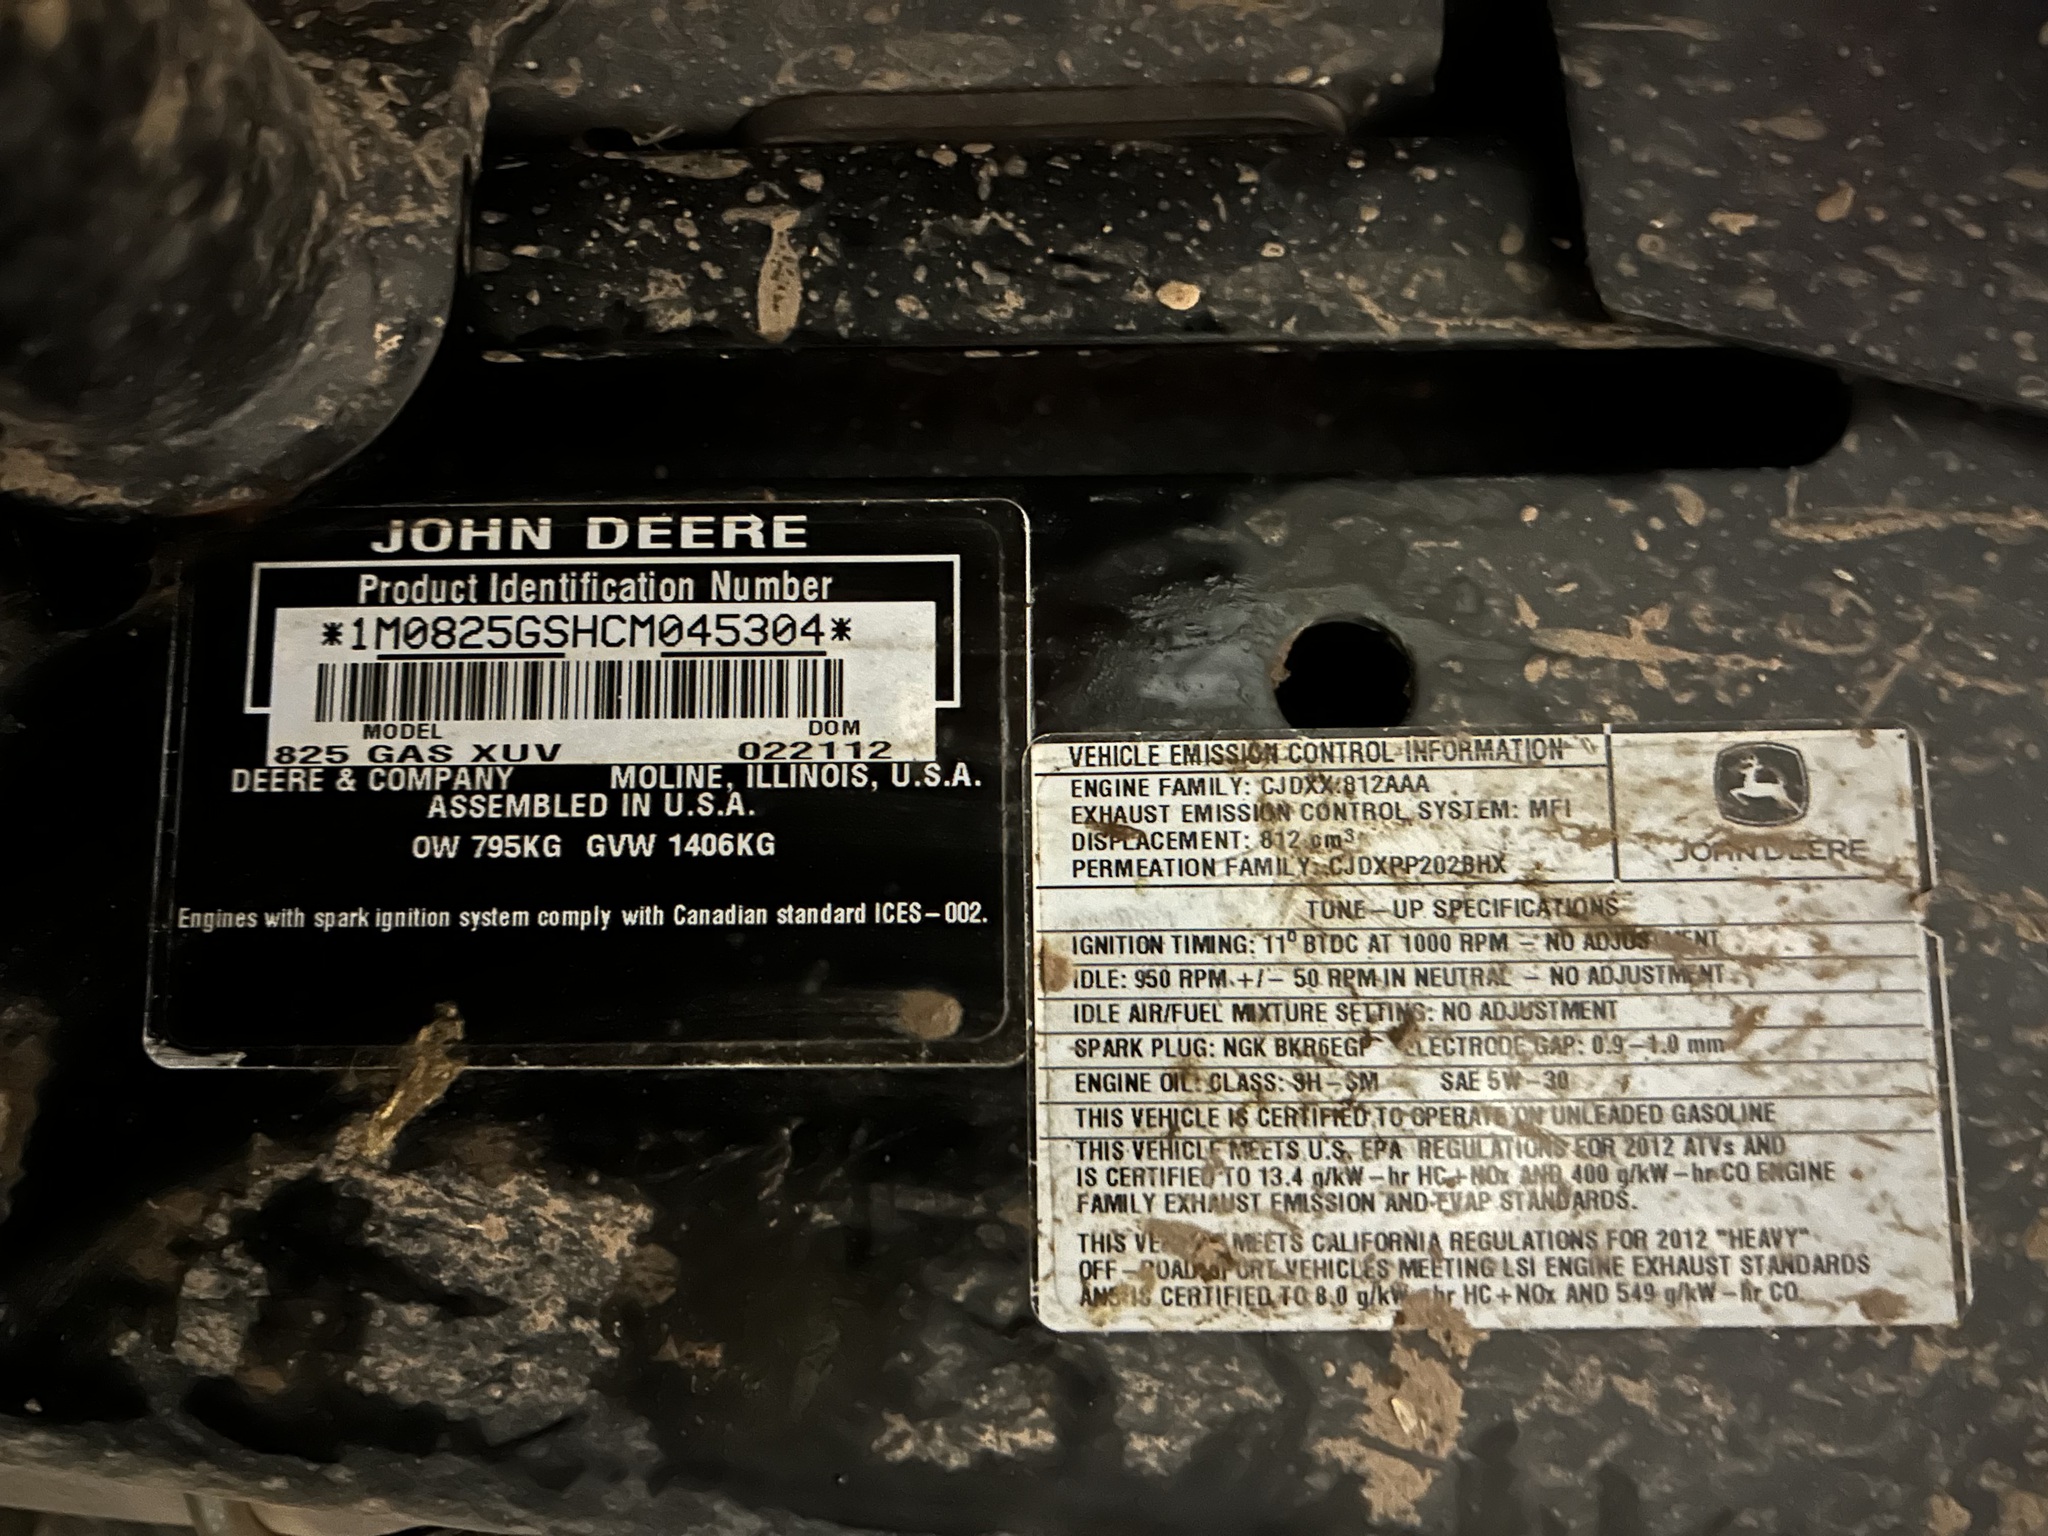 JOHN DEERE
Product Identification Number
*1M0825GSHCM045304*
MODEL DOM
825 GAS XUV 022112
DEERE & COMPANY MOLINE, ILLINOIS, U.S.A.
ASSEMBLED IN U.S.A.
OW 795KG GVW 1406KG
Engines with spark ignition system comply with Canadian standard ICES-002.
VEHICLE EMISSION CONTROL INFORMATION
ENGINE FAMILY: CJDXX.812AAA
EXHAUST EMISSION CONTROL SYSTEM: MFI
DISPLACEMENT: 812 cm³
PERMEATION FAMILY: CJDXPP202BHX
JOHN DEERE
TUNE-UP SPECIFICATIONS
IGNITION TIMING: 11° BTDC AT 1000 RPM - NO ADJUSTMENT
IDLE: 950 RPM +/- 50 RPM IN NEUTRAL - NO ADJUSTMENT
IDLE AIR/FUEL MIXTURE SETTING: NO ADJUSTMENT
SPARK PLUG: NGK BKR6EGP ELECTRODE GAP: 0.9-1.0 mm
ENGINE OIL: CLASS: SH-SM SAE 5W-30
THIS VEHICLE IS CERTIFIED TO OPERATE ON UNLEADED GASOLINE
THIS VEHICLE MEETS U.S. EPA REGULATIONS FOR 2012 ATVs AND
IS CERTIFIED TO 13.4 g/kW-hr HC+NOx AND 400 g/kW-hr CO ENGINE
FAMILY EXHAUST EMISSION AND EVAP STANDARDS.
THIS VEHICLE MEETS CALIFORNIA REGULATIONS FOR 2012 "HEAVY"
OFF-ROAD SPORT VEHICLES MEETING LSI ENGINE EXHAUST STANDARDS
AND IS CERTIFIED TO 8.0 g/kW-hr HC+NOx AND 549 g/kW-hr CO